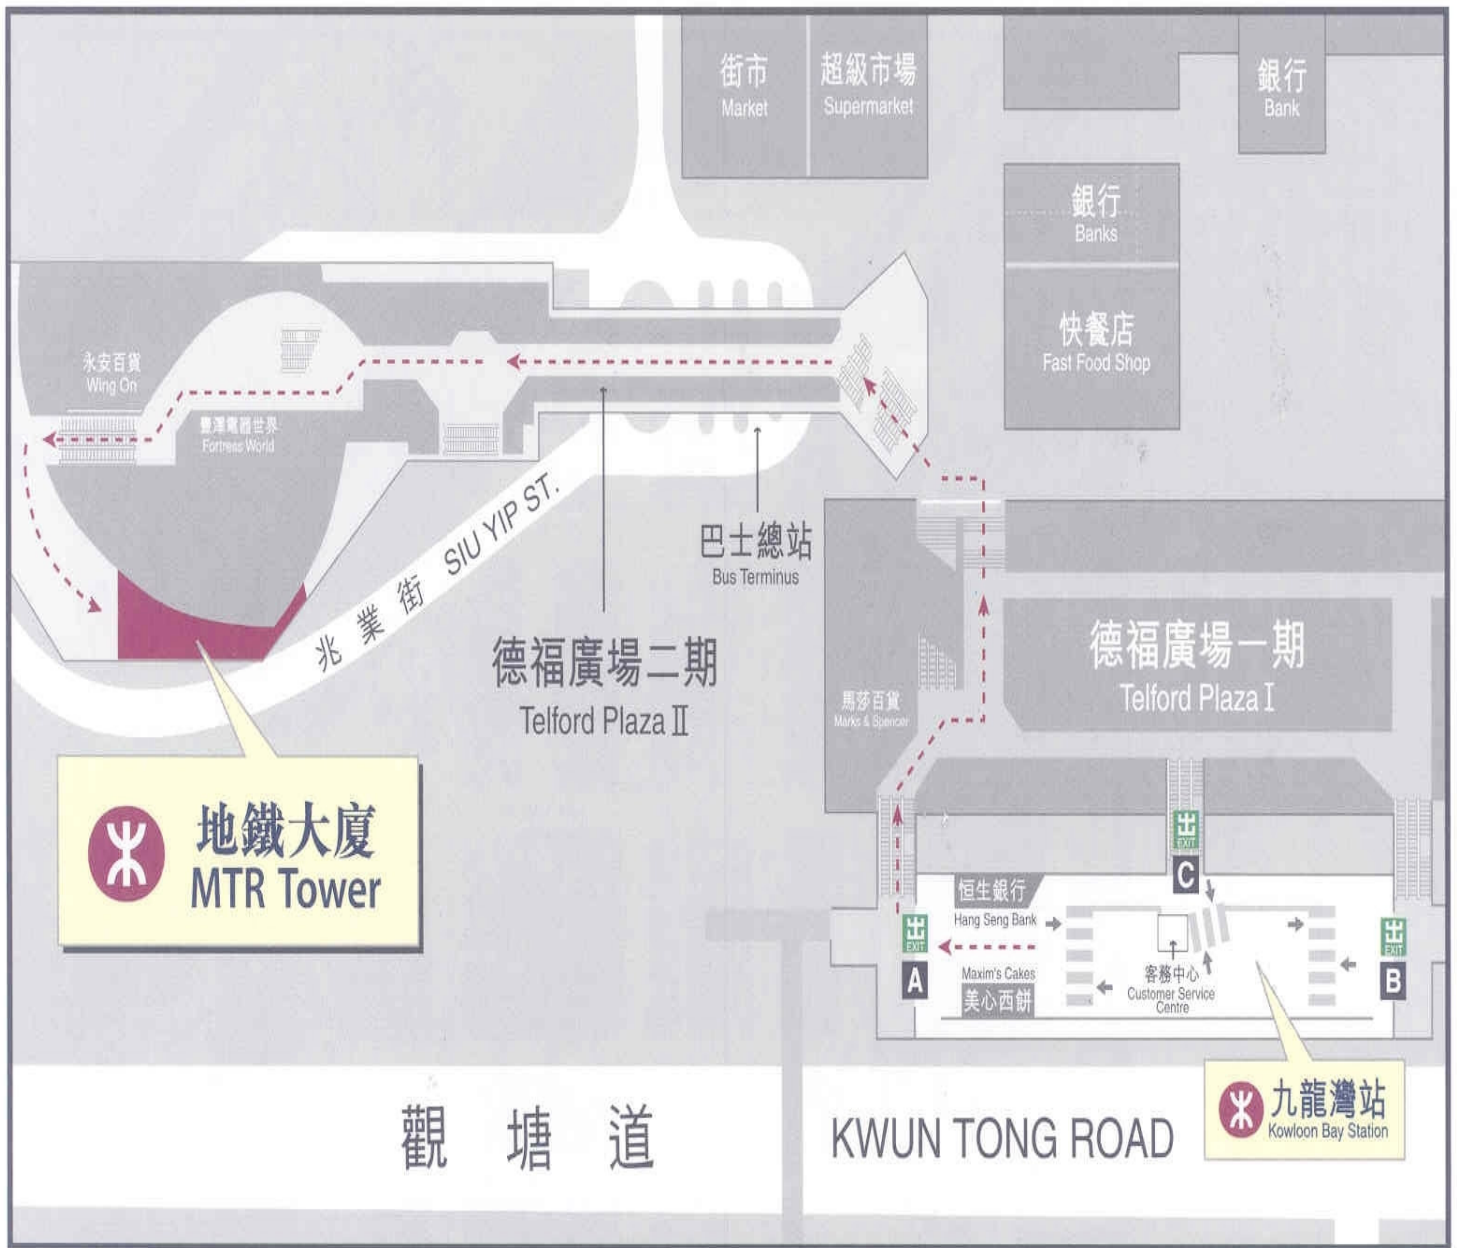 街市
Market
超級市場
Supermarket
銀行
Bank
銀行
Banks
快餐店
Fast Food Shop
永安百貨
Wing On
豐澤電器世界
Fortress World
兆業街 SIU YIP ST.
巴士總站
Bus Terminus
德福廣場二期
Telford Plaza II
德福廣場一期
Telford Plaza I
馬莎百貨
Marks & Spencer
地鐵大廈
MTR Tower
出
EXIT
C
恒生銀行
Hang Seng Bank
出
EXIT
A
Maxim's Cakes
美心西餅
客務中心
Customer Service
Centre
出
EXIT
B
九龍灣站
Kowloon Bay Station
觀塘道 KWUN TONG ROAD